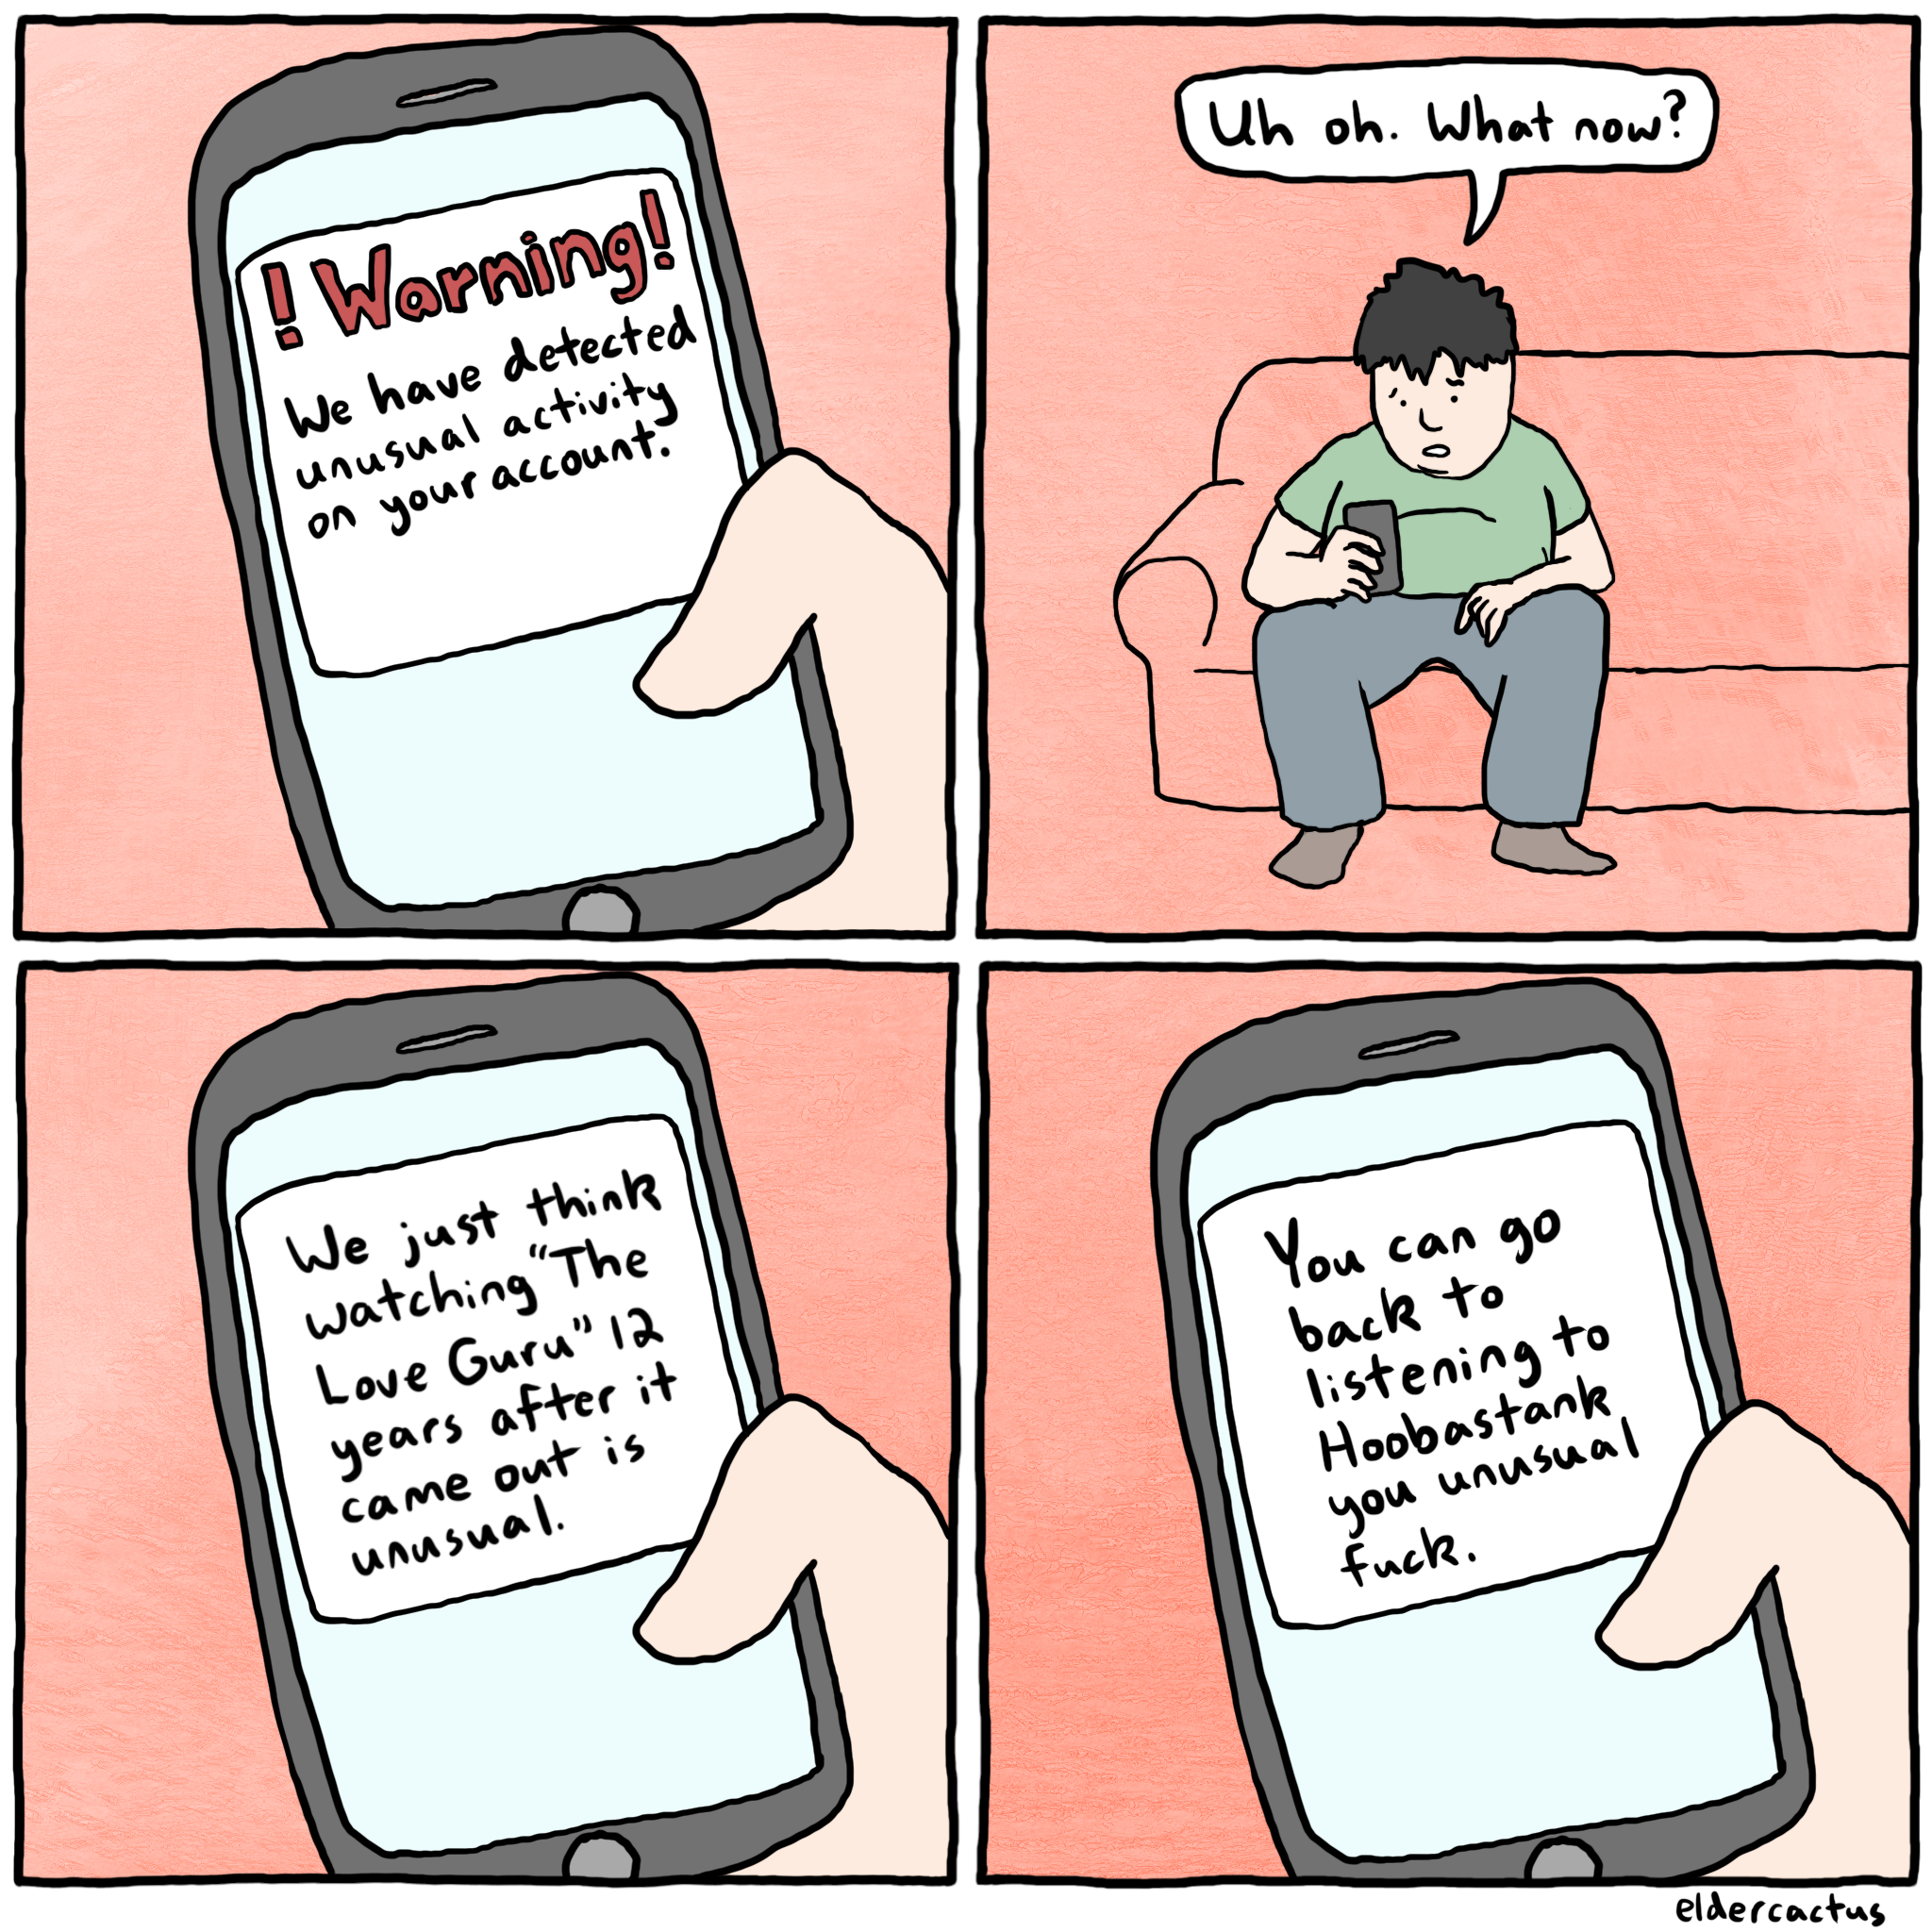 ! Warning!
We have detected
unusual activity
on your account.
Uh oh. What now?
We just think
watching "The
Love Guru" 12
years after it
came out is
unusual.
You can go
back to
listening to
Hoobastank
you unusual
fuck.
eldercactus